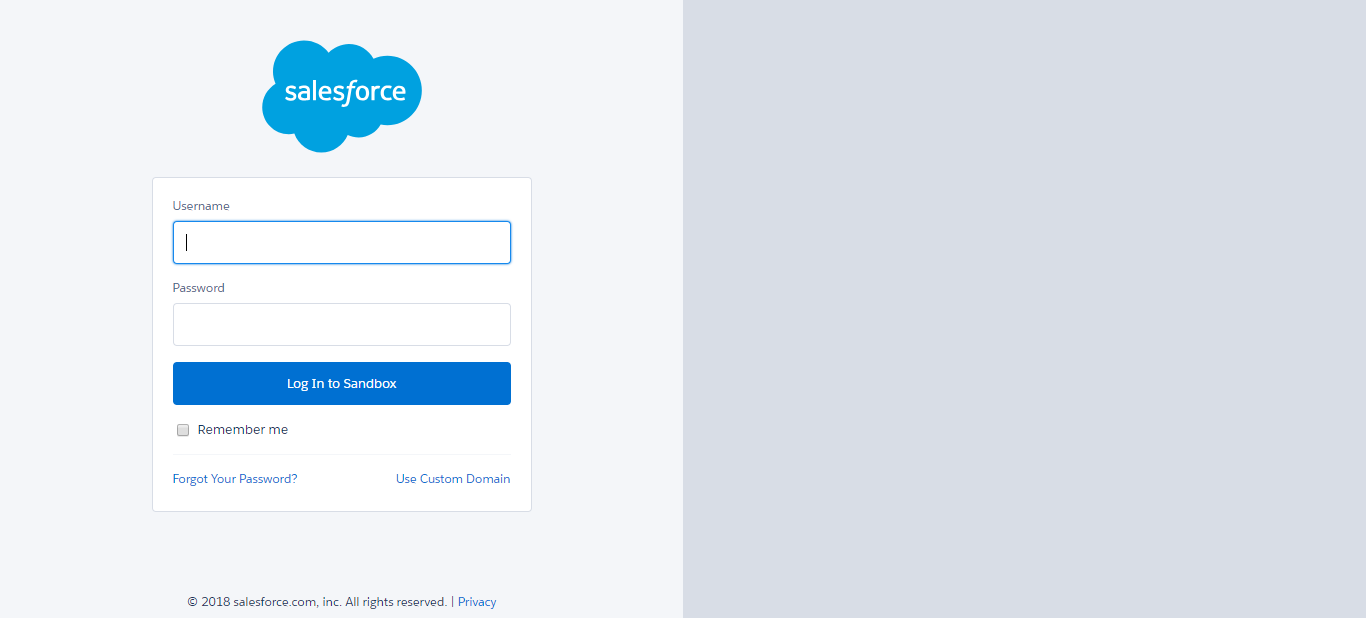 salesforce
Username
Password
Log In to Sandbox
Remember me
Forgot Your Password? Use Custom Domain
© 2018 salesforce.com, inc. All rights reserved. | Privacy